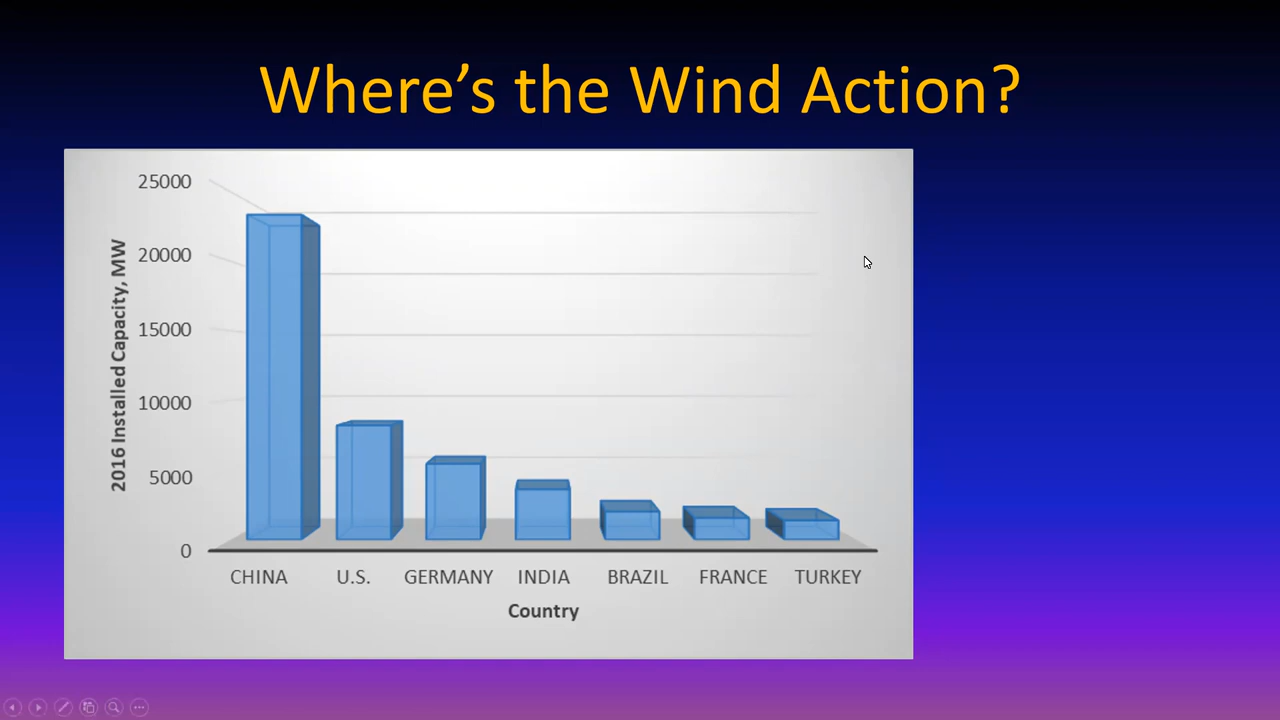 Where’s the Wind Action?
25000
20000
15000
10000
5000
0
2016 Installed Capacity, MW
CHINA U.S. GERMANY INDIA BRAZIL FRANCE TURKEY
Country